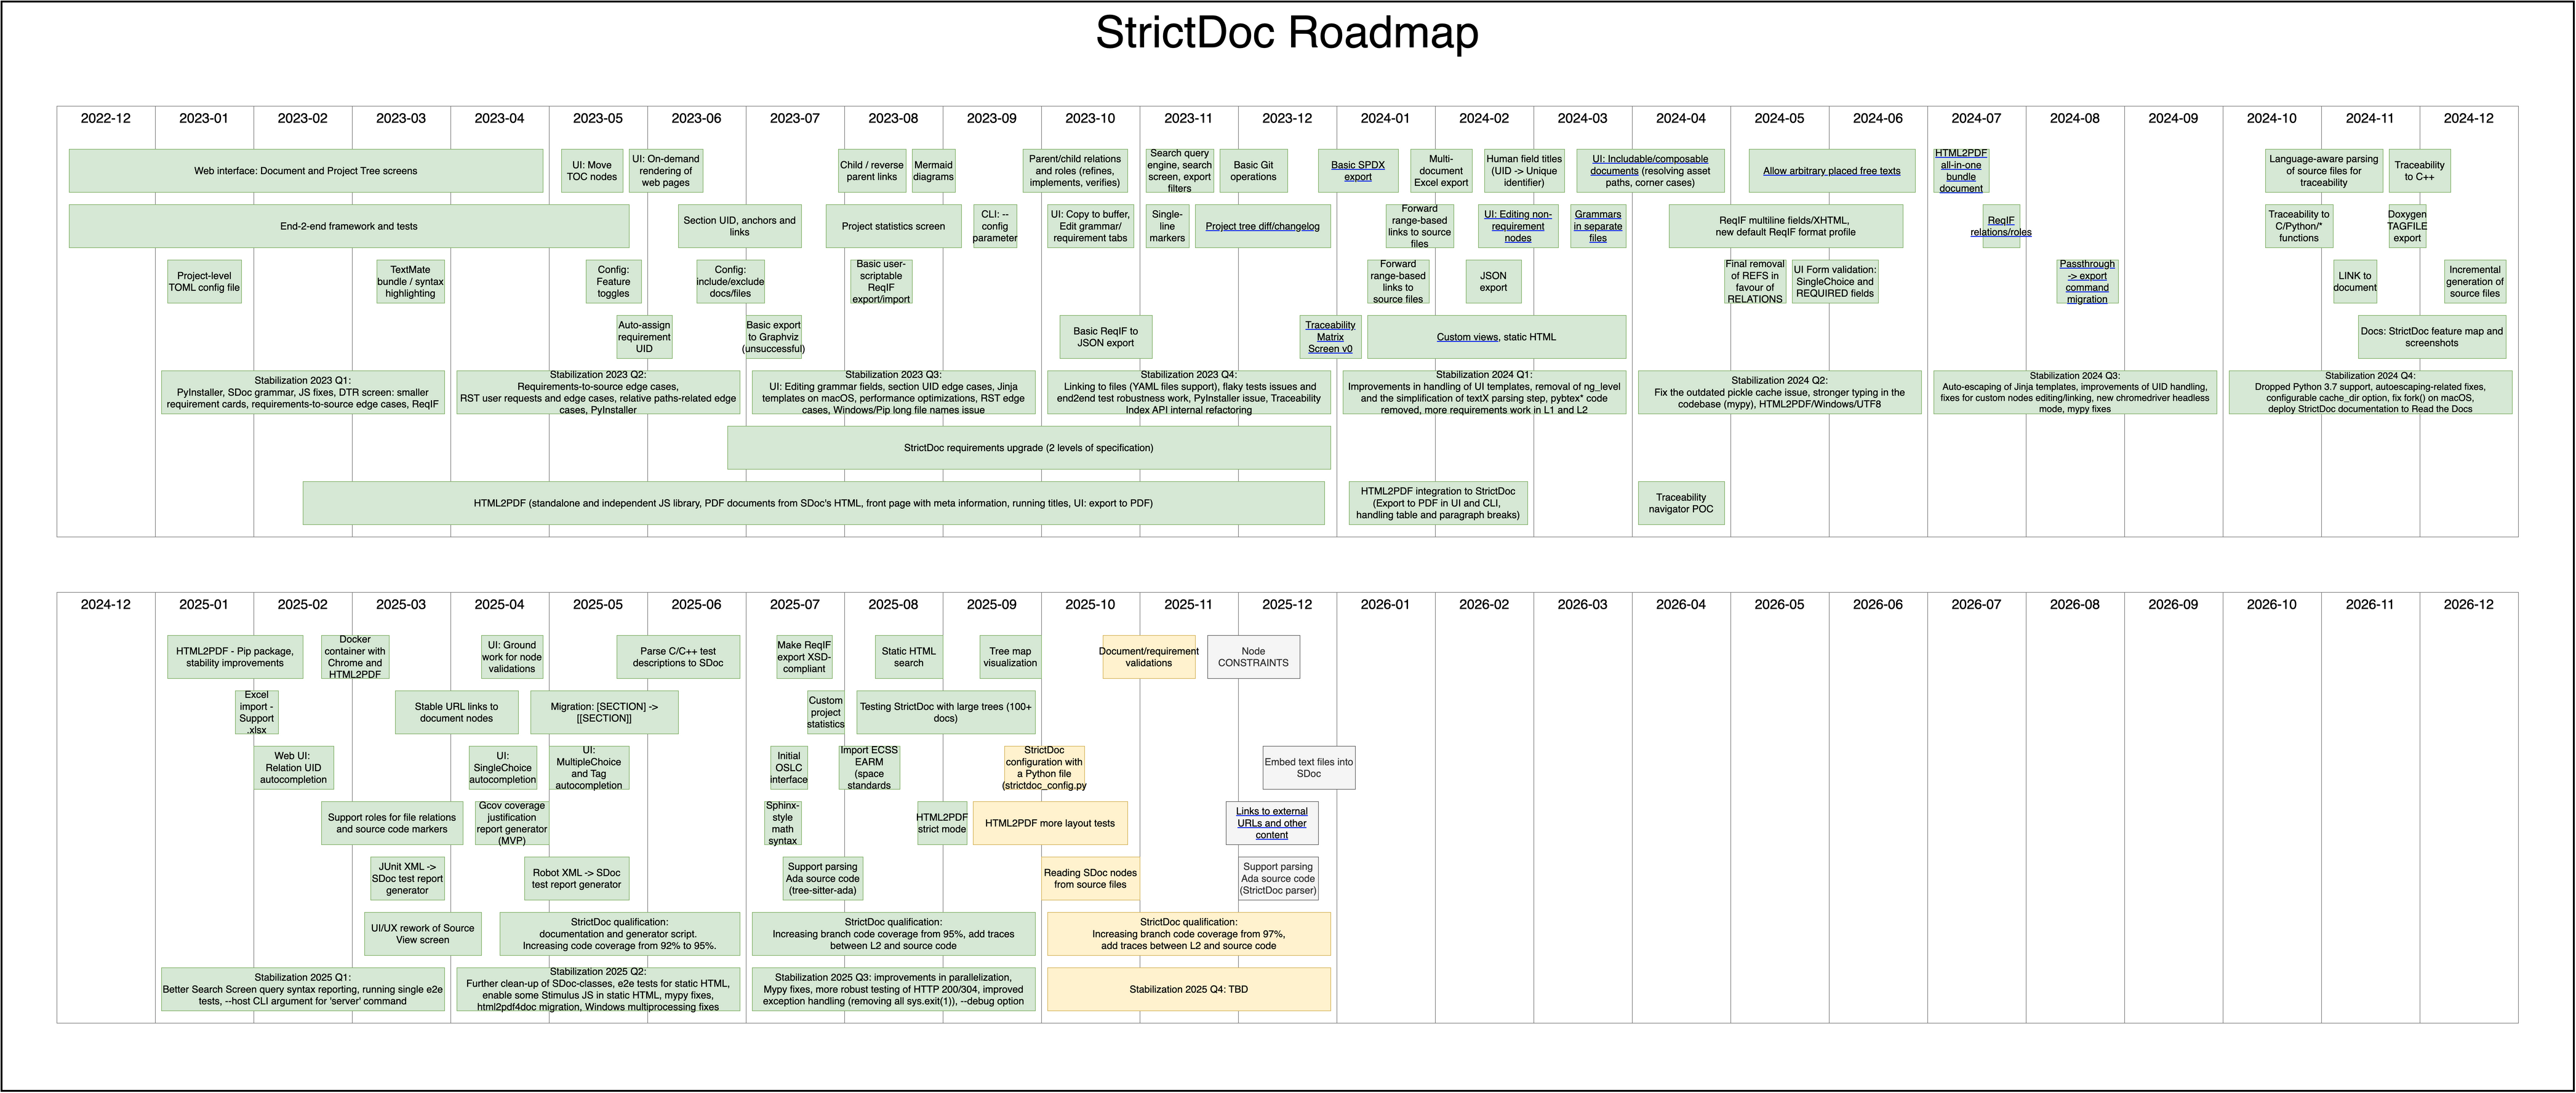 StrictDoc Roadmap
2022-12 2023-01 2023-02 2023-03 2023-04 2023-05 2023-06 2023-07 2023-08 2023-09 2023-10 2023-11 2023-12 2024-01 2024-02 2024-03 2024-04 2024-05 2024-06 2024-07 2024-08 2024-09 2024-10 2024-11 2024-12
Web interface: Document and Project Tree screens
UI: Move
TOC nodes
UI: On-demand
rendering of
web pages
Child / reverse
parent links
Mermaid
diagrams
Parent/child relations
and roles (refines,
implements, verifies)
Search query
engine, search
screen, export
filters
Basic Git
operations
Basic SPDX
export
Multi-
document
Excel export
Human field titles
(UID -> Unique
identifier)
UI: Includable/composable
documents (resolving asset
paths, corner cases)
Allow arbitrary placed free texts
HTML2PDF
all-in-one
bundle
document
Language-aware parsing
of source files for
traceability
Traceability
to C++
End-2-end framework and tests
Section UID, anchors and
links
Project statistics screen
CLI: --
config
parameter
UI: Copy to buffer,
Edit grammar/
requirement tabs
Single-
line
markers
Project tree diff/changelog
Forward
range-based
links to source
files
UI: Editing non-
requirement
nodes
Grammars
in separate
files
ReqIF multiline fields/XHTML,
new default ReqIF format profile
ReqIF
relations/roles
Traceability to
C/Python/*
functions
Doxygen
TAGFILE
export
Project-level
TOML config file
TextMate
bundle / syntax
highlighting
Config:
Feature
toggles
Config:
include/exclude
docs/files
Basic user-
scriptable
ReqIF
export/import
Forward
range-based
links to
source files
JSON
export
Final removal
of REFS in
favour of
RELATIONS
UI Form validation:
SingleChoice and
REQUIRED fields
Passthrough
-> export
command
migration
LINK to
document
Incremental
generation of
source files
Auto-assign
requirement
UID
Basic export
to Graphviz
(unsuccessful)
Basic ReqIF to
JSON export
Traceability
Matrix
Screen v0
Custom views, static HTML
Docs: StrictDoc feature map and
screenshots
Stabilization 2023 Q1:
PyInstaller, SDoc grammar, JS fixes, DTR screen: smaller
requirement cards, requirements-to-source edge cases, ReqIF
Stabilization 2023 Q2:
Requirements-to-source edge cases,
RST user requests and edge cases, relative paths-related edge
cases, PyInstaller
Stabilization 2023 Q3:
UI: Editing grammar fields, section UID edge cases, Jinja
templates on macOS, performance optimizations, RST edge
cases, Windows/Pip long file names issue
Stabilization 2023 Q4:
Linking to files (YAML files support), flaky tests issues and
end2end test robustness work, PyInstaller issue, Traceability
Index API internal refactoring
Stabilization 2024 Q1:
Improvements in handling of UI templates, removal of ng_level
and the simplification of textX parsing step, pybtex* code
removed, more requirements work in L1 and L2
Stabilization 2024 Q2:
Fix the outdated pickle cache issue, stronger typing in the
codebase (mypy), HTML2PDF/Windows/UTF8
Stabilization 2024 Q3:
Auto-escaping of Jinja templates, improvements of UID handling,
fixes for custom nodes editing/linking, new chromedriver headless
mode, mypy fixes
Stabilization 2024 Q4:
Dropped Python 3.7 support, autoescaping-related fixes,
configurable cache_dir option, fix fork() on macOS,
deploy StrictDoc documentation to Read the Docs
StrictDoc requirements upgrade (2 levels of specification)
HTML2PDF (standalone and independent JS library, PDF documents from SDoc's HTML, front page with meta information, running titles, UI: export to PDF)
HTML2PDF integration to StrictDoc
(Export to PDF in UI and CLI,
handling table and paragraph breaks)
Traceability
navigator POC
2024-12 2025-01 2025-02 2025-03 2025-04 2025-05 2025-06 2025-07 2025-08 2025-09 2025-10 2025-11 2025-12 2026-01 2026-02 2026-03 2026-04 2026-05 2026-06 2026-07 2026-08 2026-09 2026-10 2026-11 2026-12
HTML2PDF - Pip package,
stability improvements
Docker
container with
Chrome and
HTML2PDF
UI: Ground
work for node
validations
Parse C/C++ test
descriptions to SDoc
Make ReqIF
export XSD-
compliant
Static HTML
search
Tree map
visualization
Document/requirement
validations
Node
CONSTRAINTS
Excel
import -
Support
.xlsx
Stable URL links to
document nodes
Migration: [SECTION] ->
[[SECTION]]
Custom
project
statistics
Testing StrictDoc with large trees (100+
docs)
Web UI:
Relation UID
autocompletion
UI:
SingleChoice
autocompletion
UI:
MultipleChoice
and Tag
autocompletion
Initial
OSLC
interface
Import ECSS
EARM
(space
standards
StrictDoc
configuration with
a Python file
(strictdoc_config.py
Embed text files into
SDoc
Support roles for file relations
and source code markers
Gcov coverage
justification
report generator
(MVP)
Sphinx-
style
math
syntax
HTML2PDF
strict mode
HTML2PDF more layout tests
Links to external
URLs and other
content
JUnit XML ->
SDoc test report
generator
Robot XML -> SDoc
test report generator
Support parsing
Ada source code
(tree-sitter-ada)
Reading SDoc nodes
from source files
Support parsing
Ada source code
(StrictDoc parser)
UI/UX rework of Source
View screen
StrictDoc qualification:
documentation and generator script.
Increasing code coverage from 92% to 95%.
StrictDoc qualification:
Increasing branch code coverage from 95%, add traces
between L2 and source code
StrictDoc qualification:
Increasing branch code coverage from 97%,
add traces between L2 and source code
Stabilization 2025 Q1:
Better Search Screen query syntax reporting, running single e2e
tests, --host CLI argument for 'server' command
Stabilization 2025 Q2:
Further clean-up of SDoc-classes, e2e tests for static HTML,
enable some Stimulus JS in static HTML, mypy fixes,
html2pdf4doc migration, Windows multiprocessing fixes
Stabilization 2025 Q3: improvements in parallelization,
Mypy fixes, more robust testing of HTTP 200/304, improved
exception handling (removing all sys.exit(1)), --debug option
Stabilization 2025 Q4: TBD